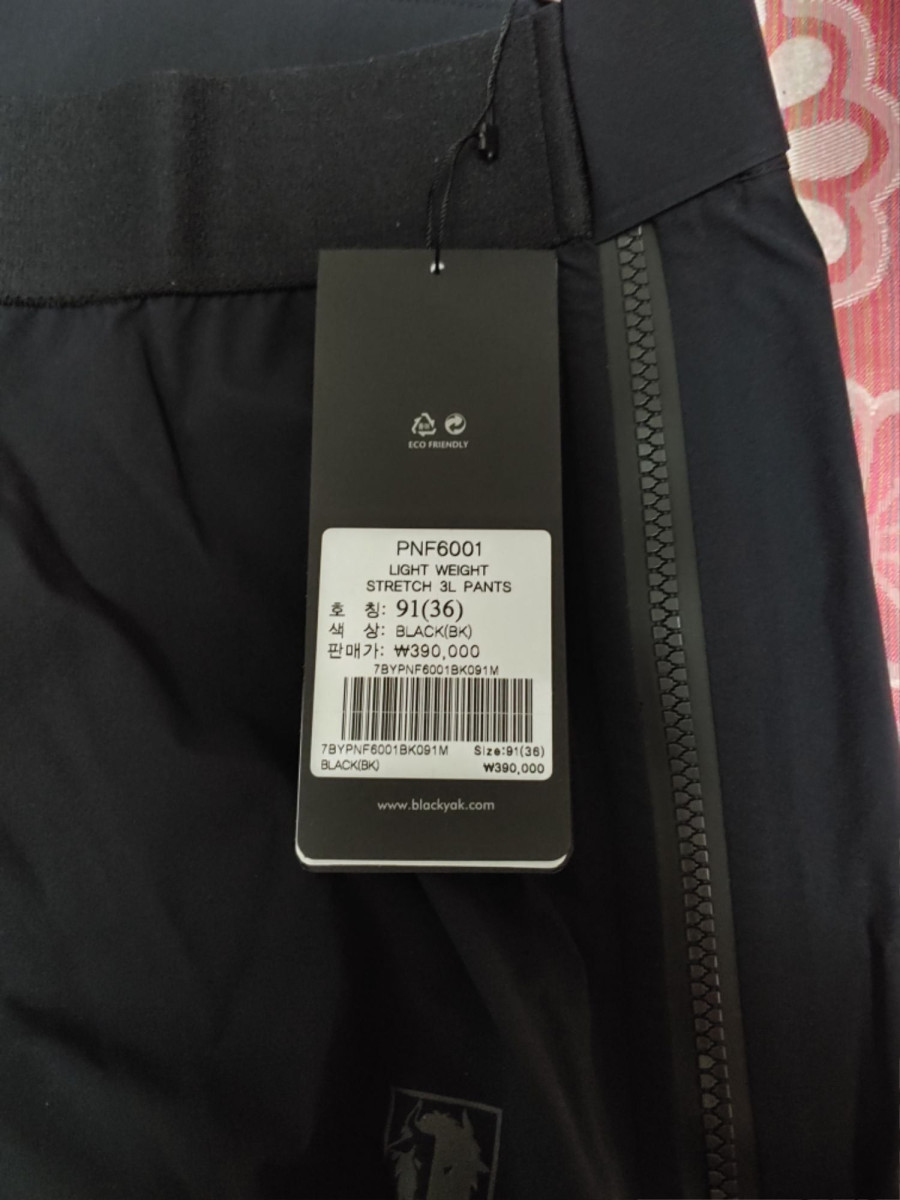 ECO FRIENDLY
PNF6001
LIGHT WEIGHT
STRETCH 3L PANTS
호 칭: 91(36)
색 상: BLACK(BK)
판매가: ₩390,000
7BYPNF6001BK091M
7BYPNF6001BK091M Size:91(36)
BLACK(BK) ₩390,000
www.blackyak.com